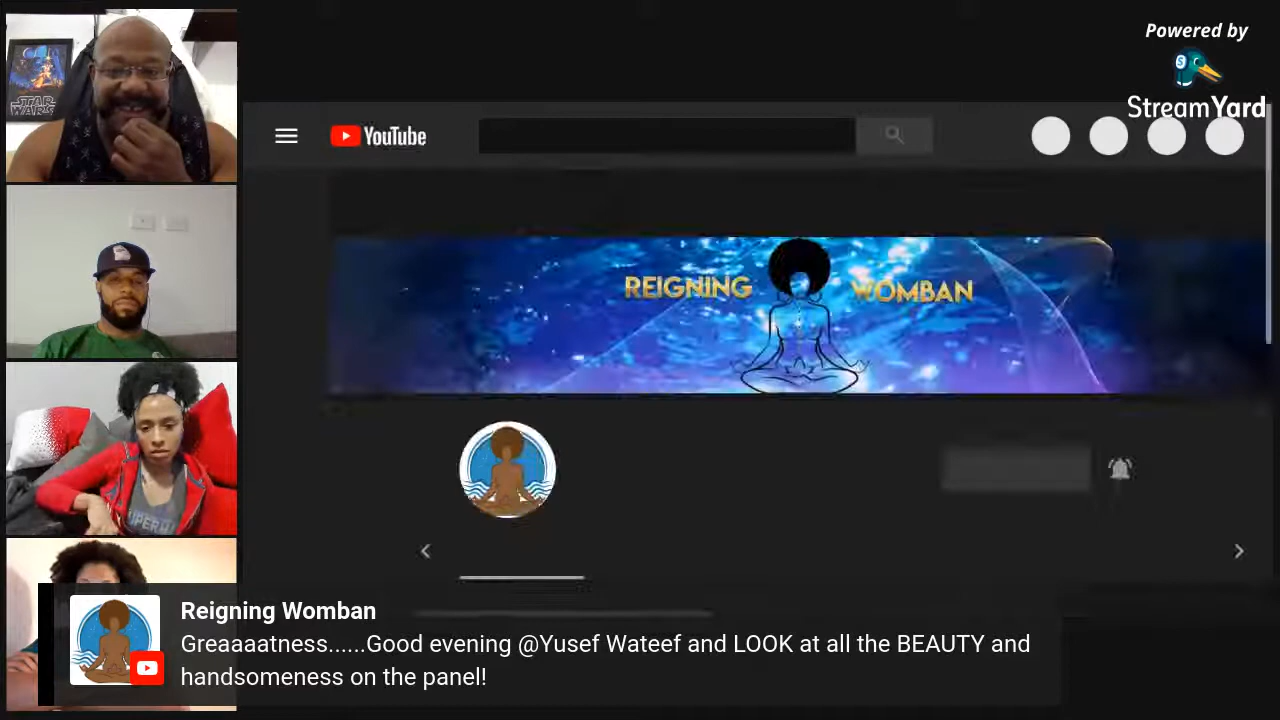 Powered by
StreamYard
STAR
WARS
YouTube
REIGNING WOMBAN
Reigning Womban
Greaaaatness......Good evening @Yusef Wateef and LOOK at all the BEAUTY and
handsomeness on the panel!